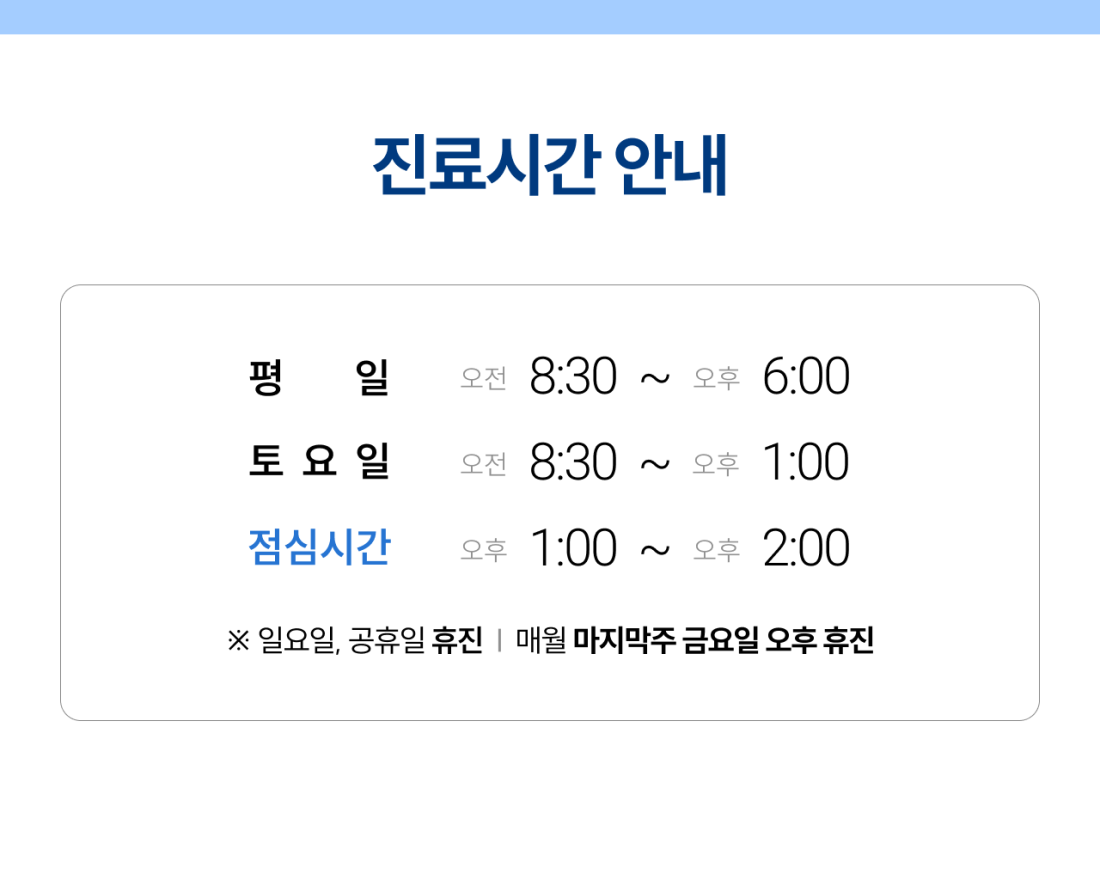 진료시간 안내
평 일 오전 8:30 ~ 오후 6:00
토 요 일 오전 8:30 ~ 오후 1:00
점심시간 오후 1:00 ~ 오후 2:00
※ 일요일, 공휴일 휴진 | 매월 마지막주 금요일 오후 휴진